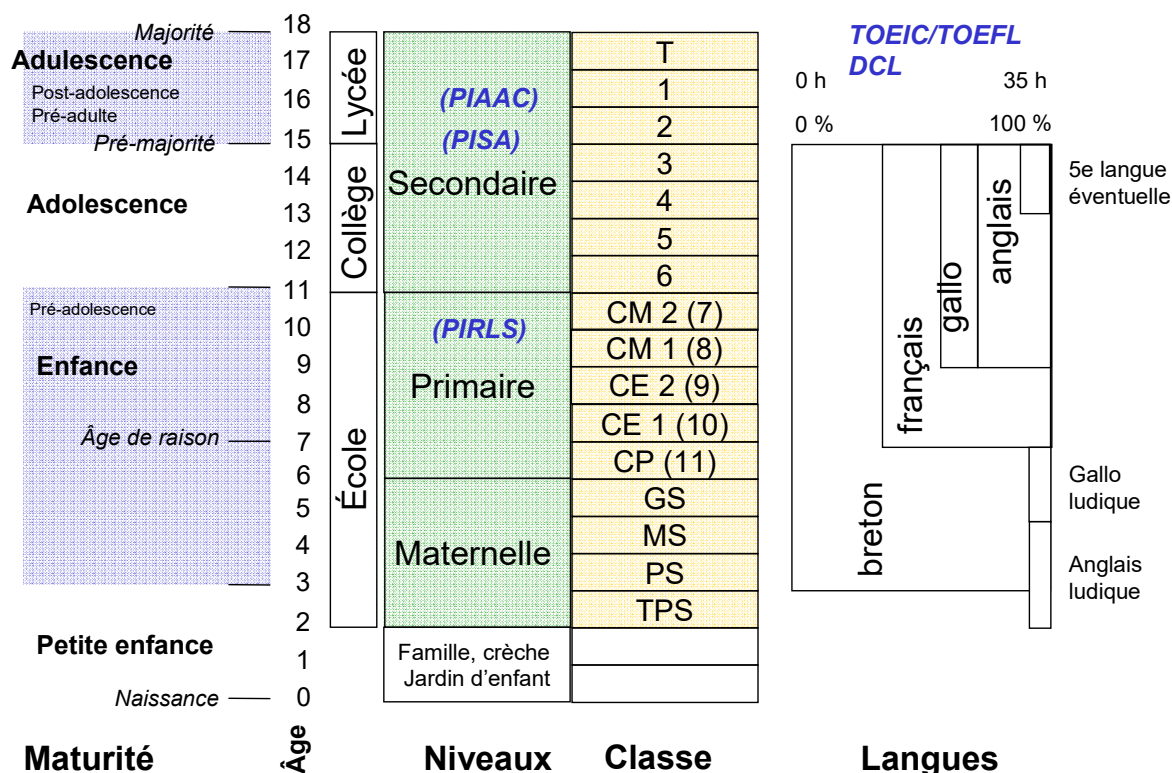 Majorité
Adulescence
Post-adolescence
Pré-adulte
Pré-majorité
Adolescence
Pré-adolescence
Enfance
Âge de raison
Petite enfance
Naissance
Maturité
18
17
16
15
14
13
12
11
10
9
8
7
6
5
4
3
2
1
0
Âge
Lycée
Collège
École
(PIAAC)
(PISA)
Secondaire
(PIRLS)
Primaire
Maternelle
Famille, crèche
Jardin d’enfant
Niveaux
T
1
2
3
4
5
6
CM 2 (7)
CM 1 (8)
CE 2 (9)
CE 1 (10)
CP (11)
GS
MS
PS
TPS
Classe
TOEIC/TOEFL
DCL
0 h 35 h
0 % 100 %
breton
français
gallo
anglais
5e langue
éventuelle
Gallo
ludique
Anglais
ludique
Langues